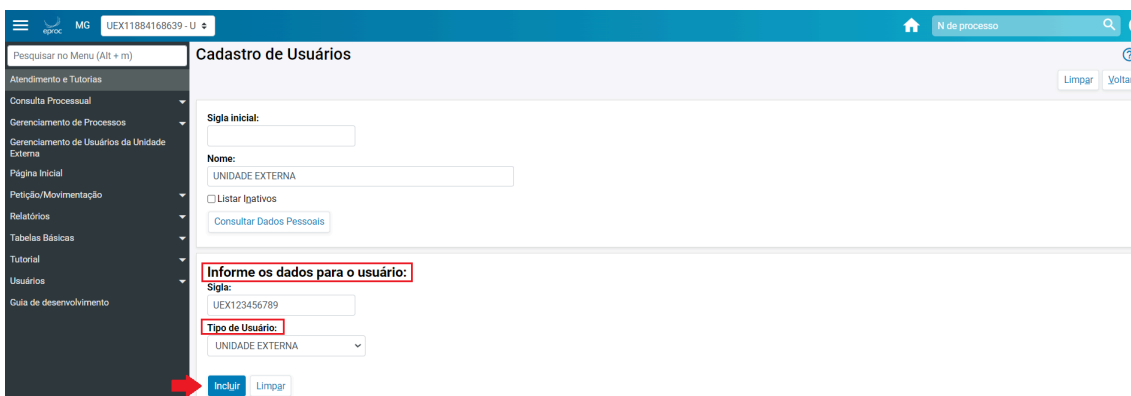 eproc MG UEX11884168639 - U N de processo
Pesquisar no Menu (Alt + m)
Atendimento e Tutorias
Consulta Processual
Gerenciamento de Processos
Gerenciamento de Usuários da Unidade
Externa
Página Inicial
Petição/Movimentação
Relatórios
Tabelas Básicas
Tutorial
Usuários
Guia de desenvolvimento
Cadastro de Usuários
Limpar Volta
Sigla inicial:
Nome:
UNIDADE EXTERNA
Listar Inativos
Consultar Dados Pessoais
Informe os dados para o usuário:
Sigla:
UEX123456789
Tipo de Usuário:
UNIDADE EXTERNA
Incluir Limpar